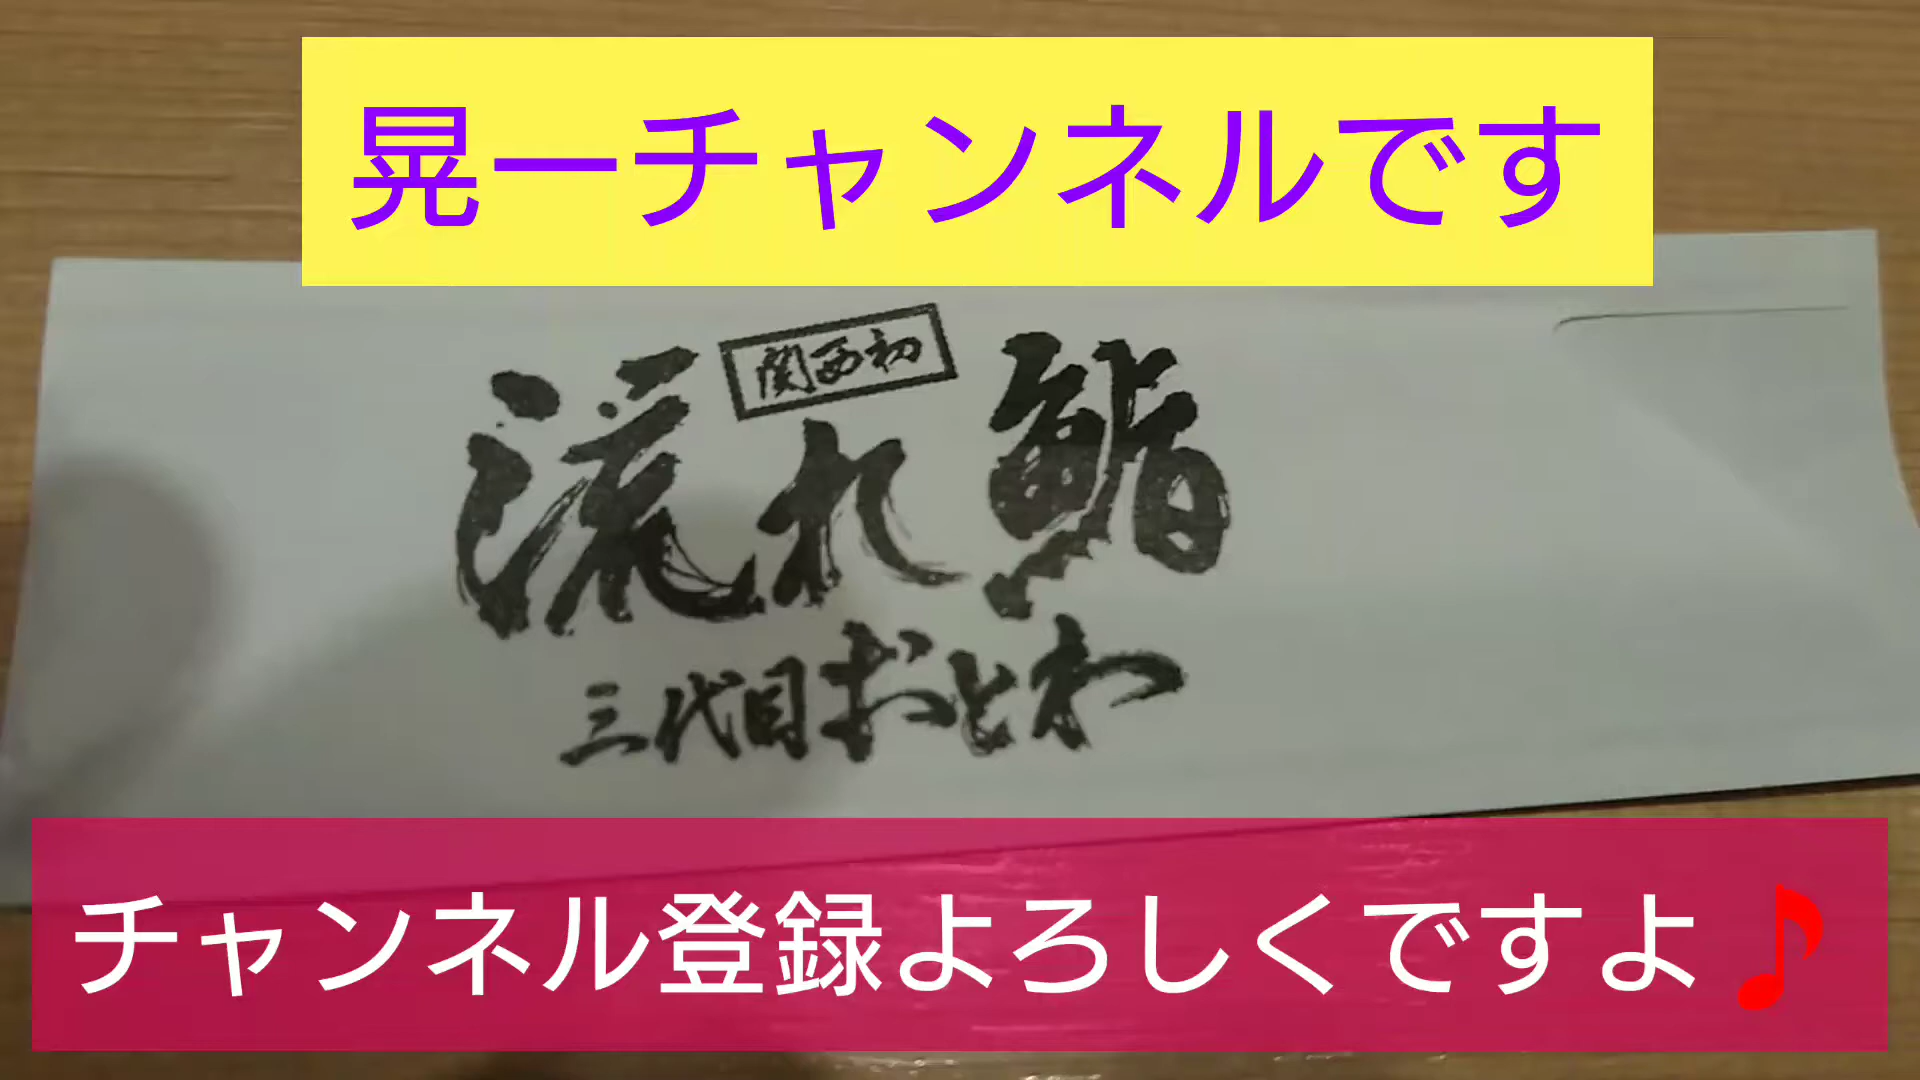 晃一チャンネルです
関西初
流れ鮨
三代目おとわ
チャンネル登録よろしくですよ♪